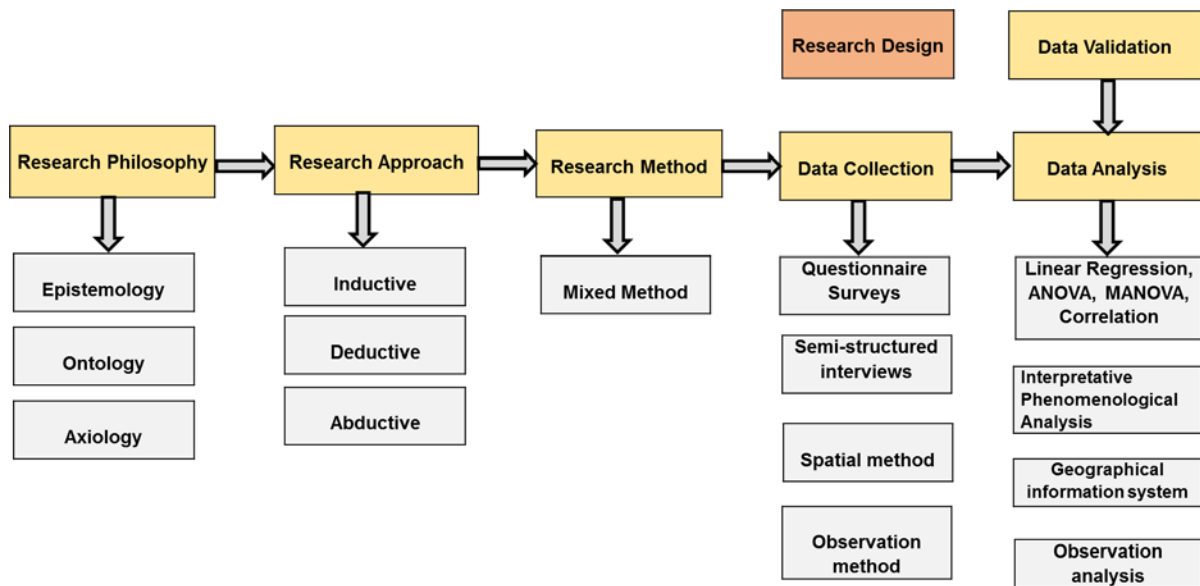 Research Design
Data Validation
Research Philosophy
Research Approach
Research Method
Data Collection
Data Analysis
Epistemology
Ontology
Axiology
Inductive
Deductive
Abductive
Mixed Method
Questionnaire
Surveys
Semi-structured
interviews
Spatial method
Observation
method
Linear Regression,
ANOVA, MANOVA,
Correlation
Interpretative
Phenomenological
Analysis
Geographical
information system
Observation
analysis